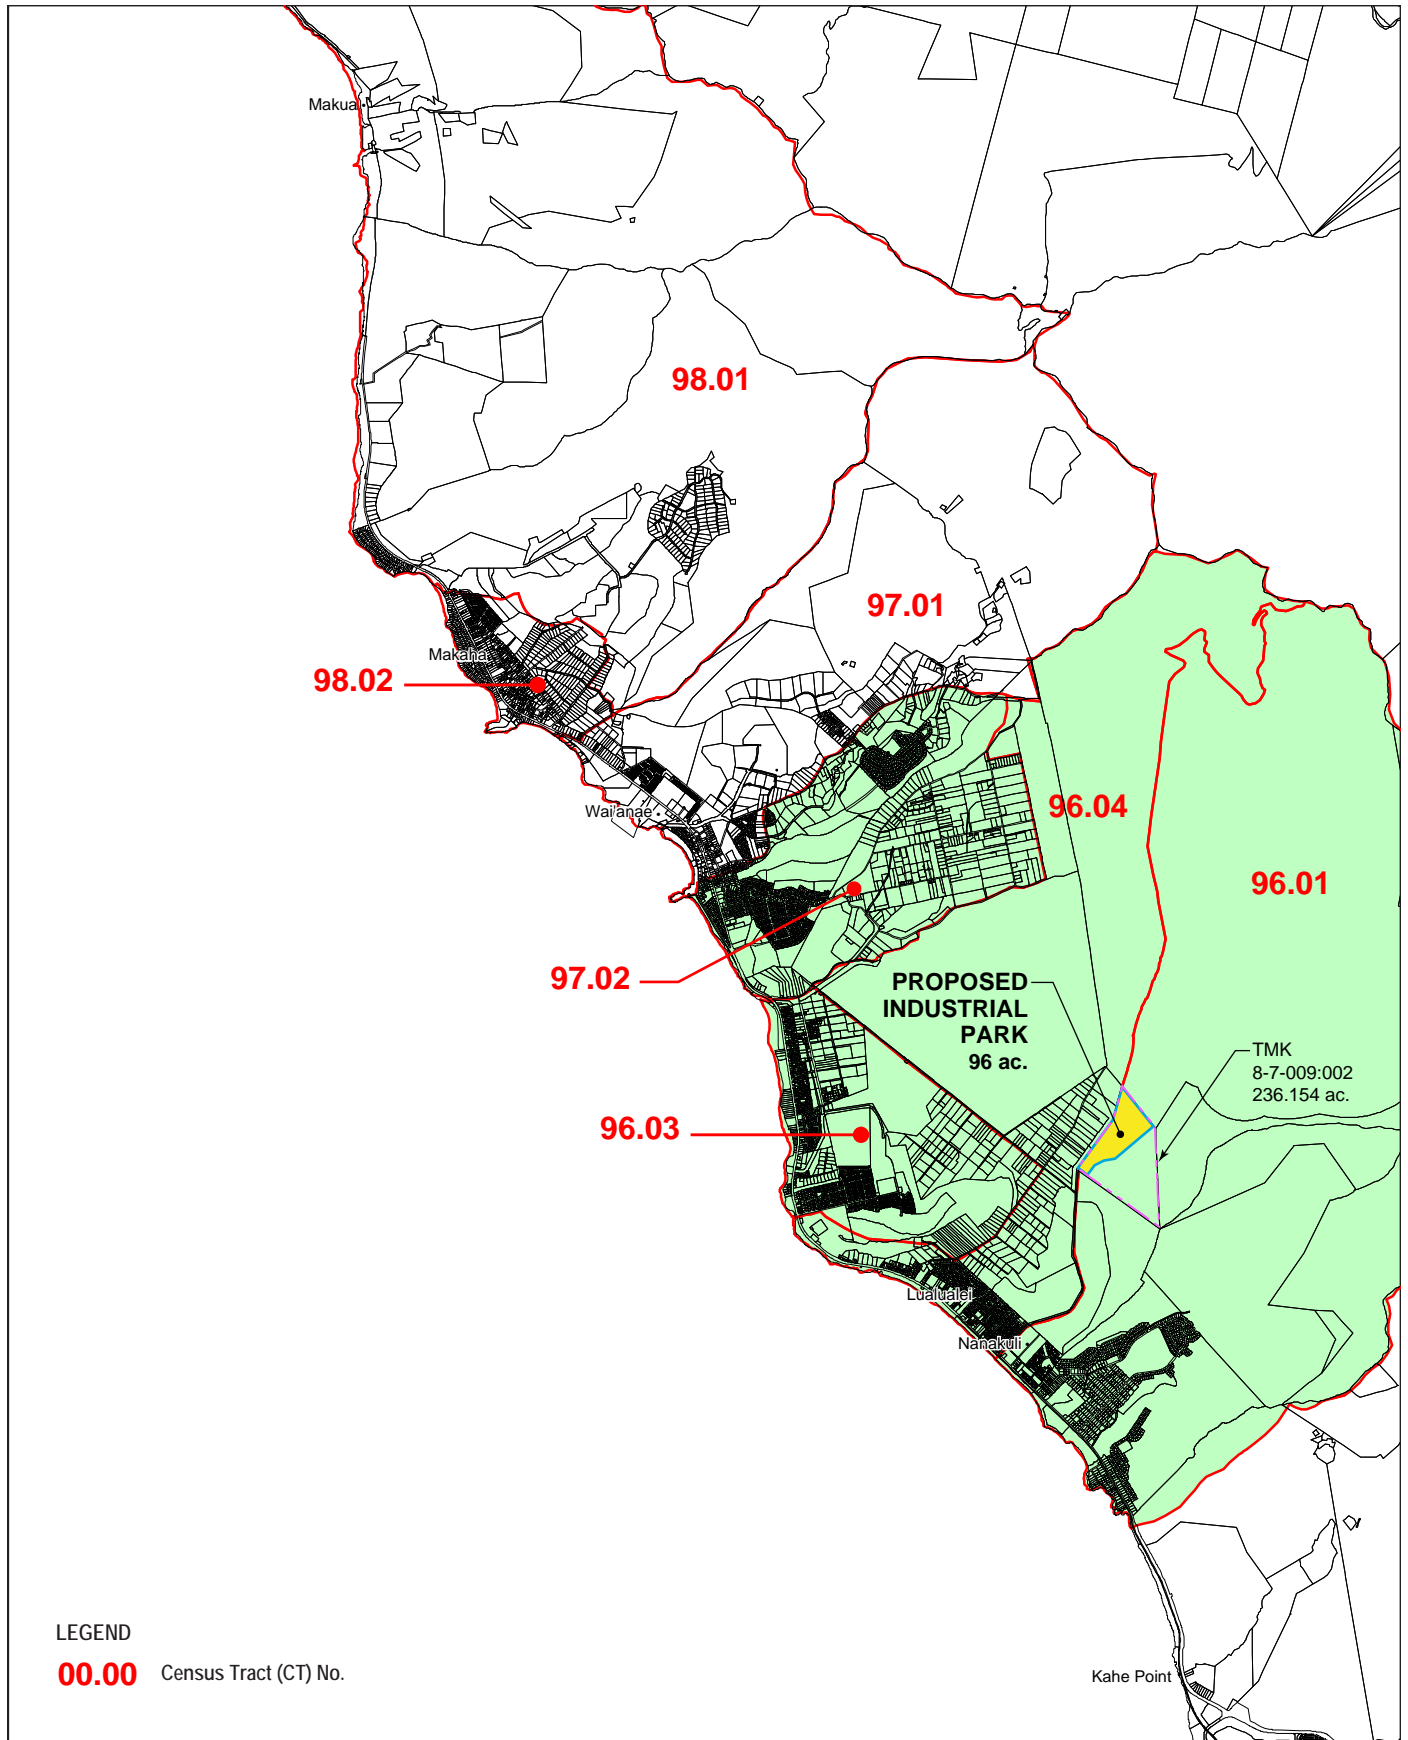 Makua
98.01
97.01
Makaha
98.02
96.04
Wai'anae
96.01
97.02
PROPOSED
INDUSTRIAL
PARK
96 ac.
TMK
8-7-009:002
236.154 ac.
96.03
Lualualei
Nanakuli
LEGEND
00.00 Census Tract (CT) No.
Kahe Point